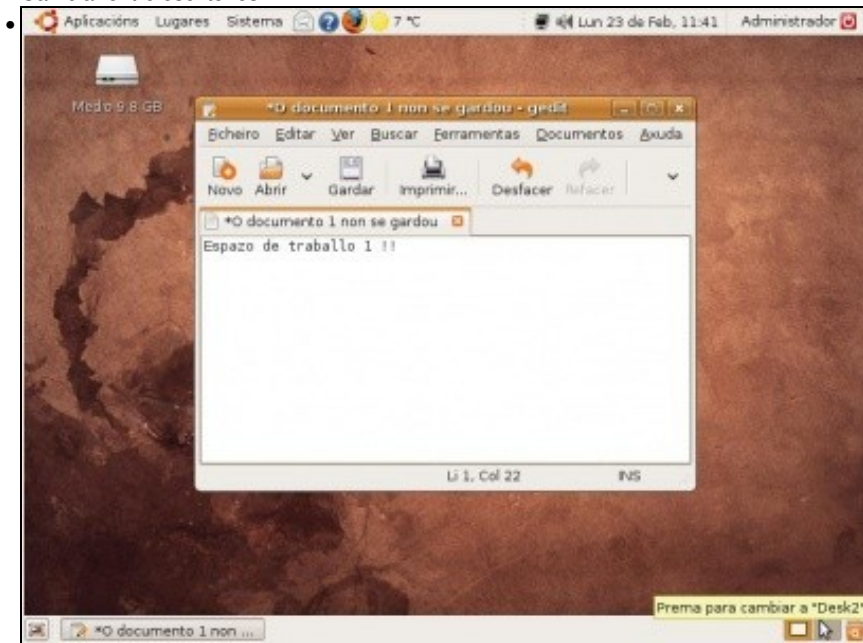 Aplicacións Lugares Sistema 7 °C Lun 23 de Feb, 11:41 Administrador
Medio 9.8 GB
*O documento 1 non se gardou - gedit
Ficheiro Editar Ver Buscar Ferramentas Documentos Axuda
Novo Abrir Gardar Imprimir... Desfacer Refacer
*O documento 1 non se gardou
Espazo de traballo 1 !!
Li 1, Col 22 INS
Prema para cambiar a "Desk2"
*O documento 1 non ...